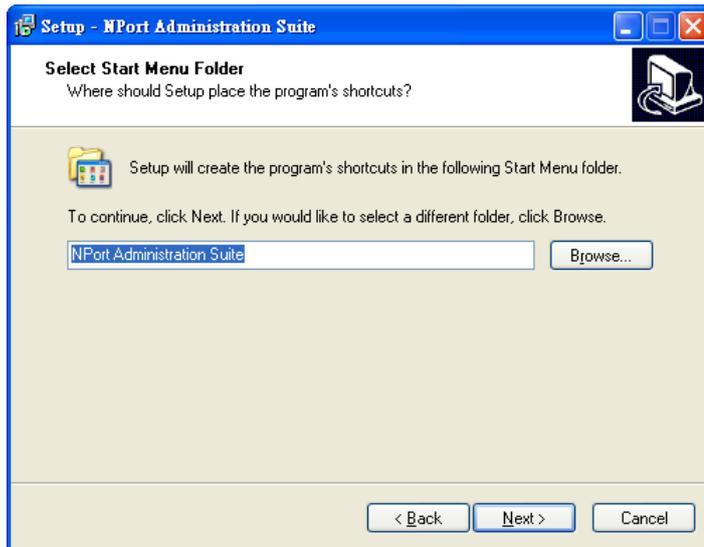 Setup - NPort Administration Suite
Select Start Menu Folder
Where should Setup place the program's shortcuts?
Setup will create the program's shortcuts in the following Start Menu folder.
To continue, click Next. If you would like to select a different folder, click Browse.
NPort Administration Suite
Browse...
< Back
Next >
Cancel